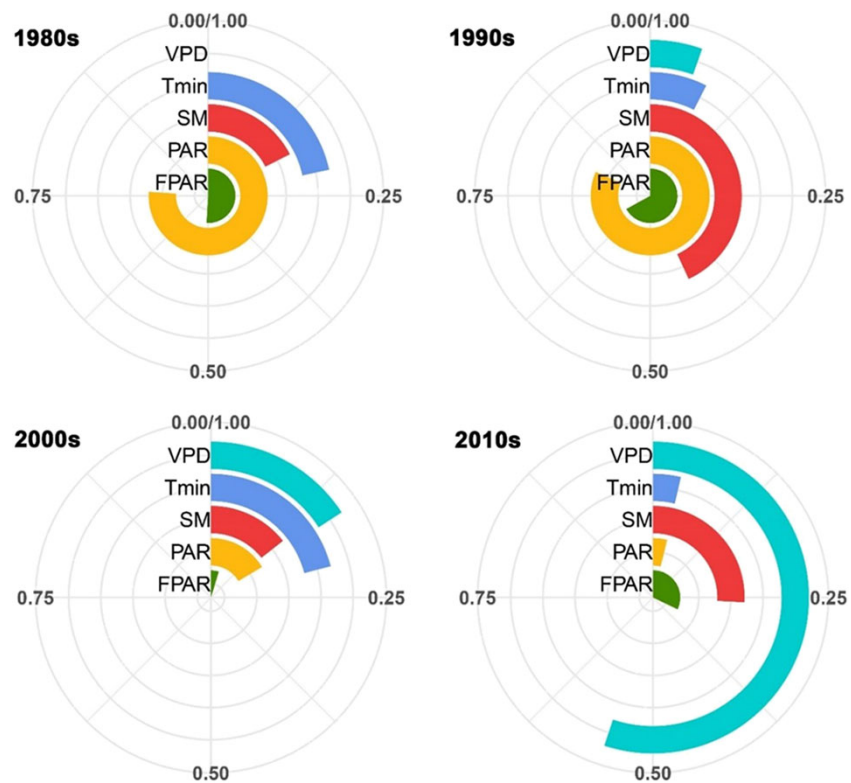 0.00/1.00
1980s
VPD
Tmin
SM
PAR
FPAR
0.75
0.25
0.50
0.00/1.00
1990s
VPD
Tmin
SM
PAR
FPAR
0.75
0.25
0.50
0.00/1.00
2000s
VPD
Tmin
SM
PAR
FPAR
0.75
0.25
0.50
0.00/1.00
2010s
VPD
Tmin
SM
PAR
FPAR
0.75
0.25
0.50